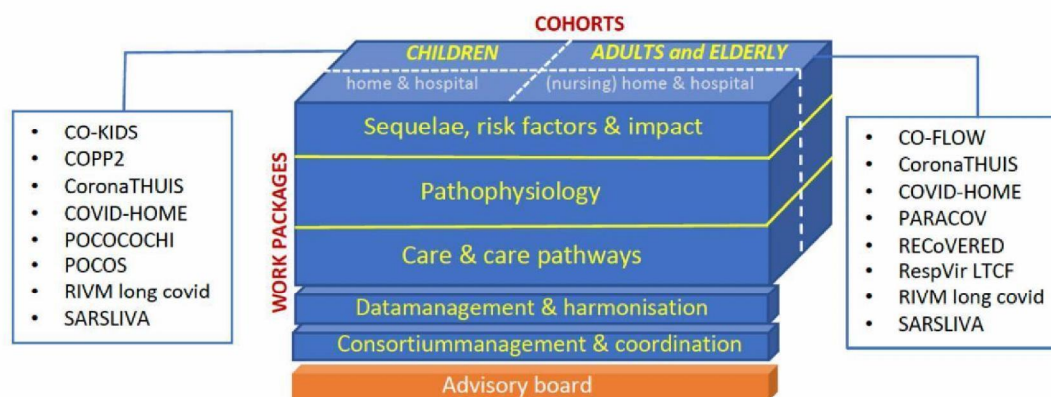 COHORTS
CHILDREN
ADULTS and ELDERLY
home & hospital
(nursing) home & hospital
WORK PACKAGES
Sequelae, risk factors & impact
Pathophysiology
Care & care pathways
Datamanagement & harmonisation
Consortiummanagement & coordination
Advisory board
• CO-KIDS
• COPP2
• CoronaTHUIS
• COVID-HOME
• POCOCOCHI
• POCOS
• RIVM long covid
• SARSLIVA
• CO-FLOW
• CoronaTHUIS
• COVID-HOME
• PARACOV
• RECoVERED
• RespVir LTCF
• RIVM long covid
• SARSLIVA